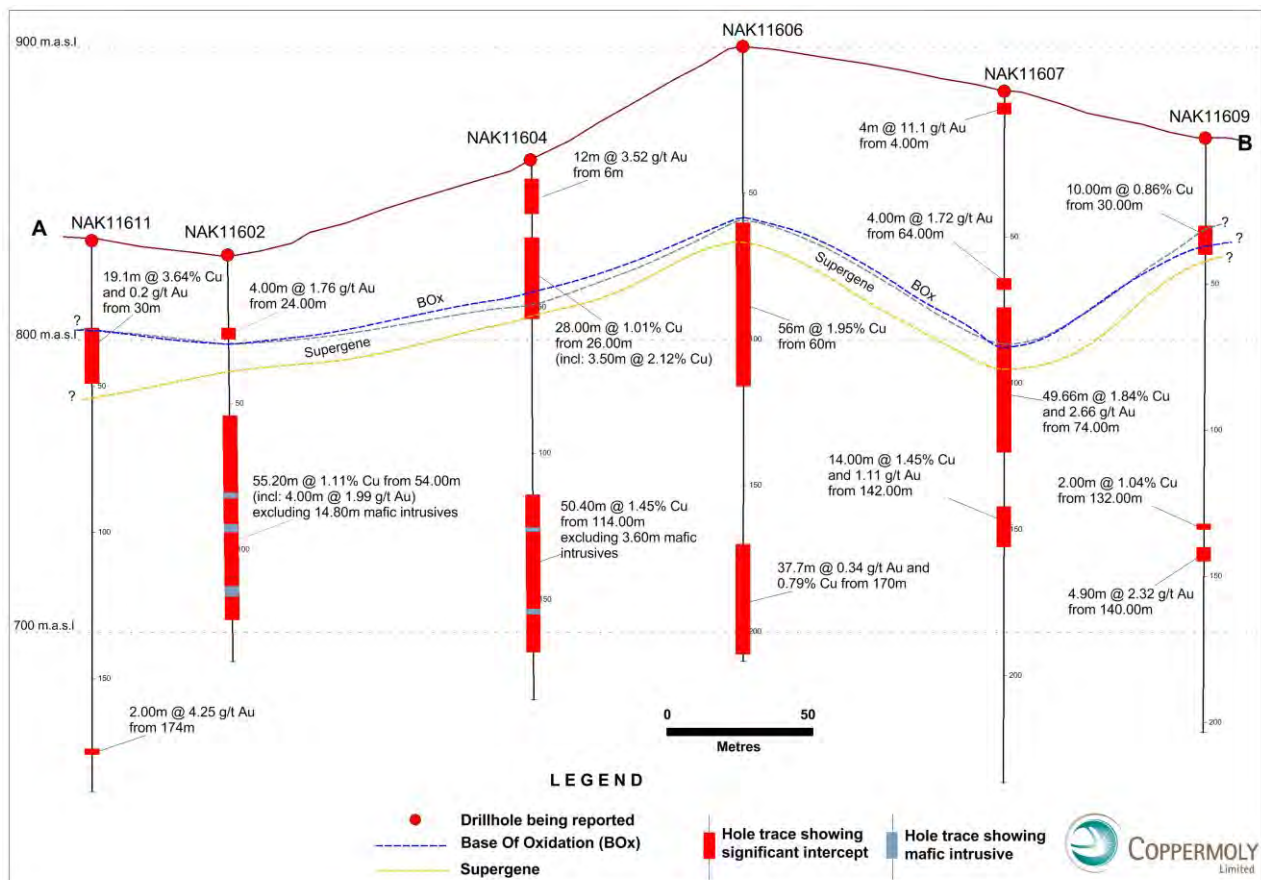 900 m.a.s.l
NAK11606
NAK11607
NAK11609
NAK11604
4m @ 11.1 g/t Au
from 4.00m
B
12m @ 3.52 g/t Au
from 6m
10.00m @ 0.86% Cu
from 30.00m
50
NAK11611
A
NAK11602
4.00m @ 1.72 g/t Au
from 64.00m
50
?
?
?
19.1m @ 3.64% Cu
and 0.2 g/t Au
from 30m
4.00m @ 1.76 g/t Au
from 24.00m
BOx
Supergene
BOx
50
50
?
800 m.a.s.l
Supergene
28.00m @ 1.01% Cu
from 26.00m
(incl: 3.50m @ 2.12% Cu)
56m @ 1.95% Cu
from 60m
100
50
?
50
100
49.66m @ 1.84% Cu
and 2.66 g/t Au
from 74.00m
100
100
55.20m @ 1.11% Cu from 54.00m
(incl: 4.00m @ 1.99 g/t Au)
excluding 14.80m mafic intrusives
50.40m @ 1.45% Cu
from 114.00m
excluding 3.60m mafic
intrusives
14.00m @ 1.45% Cu
and 1.11 g/t Au
from 142.00m
2.00m @ 1.04% Cu
from 132.00m
150
100
100
150
150
37.7m @ 0.34 g/t Au and
0.79% Cu from 170m
4.90m @ 2.32 g/t Au
from 140.00m
150
700 m.a.s.l
200
150
200
2.00m @ 4.25 g/t Au
from 174m
0 50
Metres
200
LEGEND
Drillhole being reported
Base Of Oxidation (BOx)
Supergene
Hole trace showing
significant intercept
Hole trace showing
mafic intrusive
COPPERMOLY
Limited